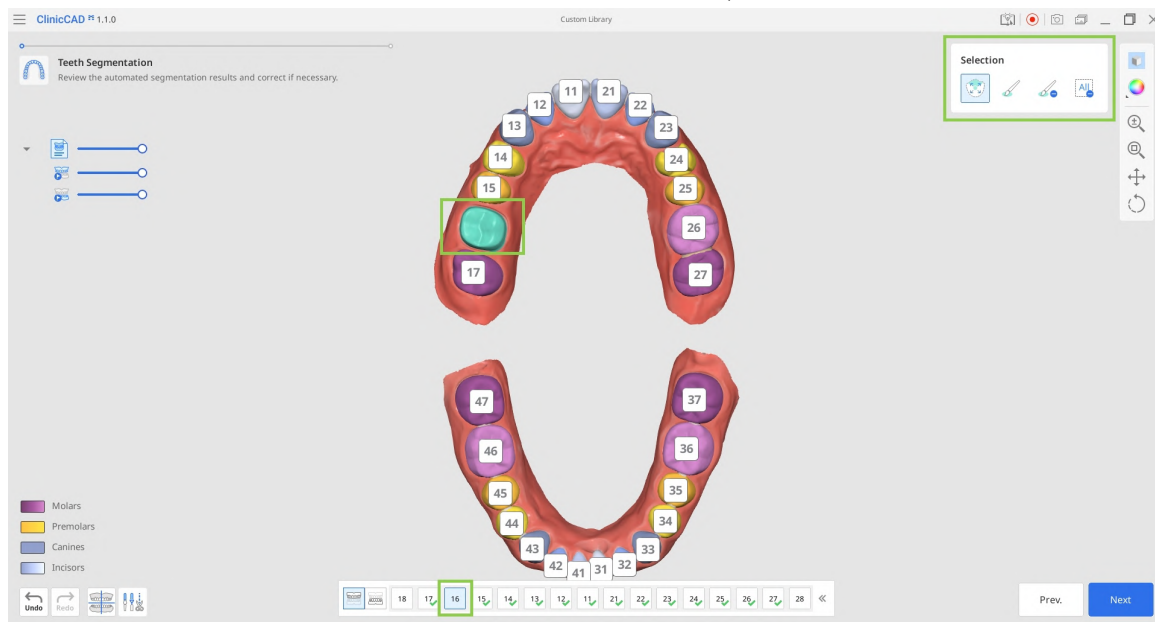 ClinicCAD 1.1.0
Custom Library
Teeth Segmentation
Review the automated segmentation results and correct if necessary.
Selection
All
11 21
12 22
13 23
14 24
15 25
26
17 27
47 37
46 36
45 35
44 34
43 33
42 41 31 32
Molars
Premolars
Canines
Incisors
Undo Redo
18 17 16 15 14 13 12 11 21 22 23 24 25 26 27 28
Prev. Next